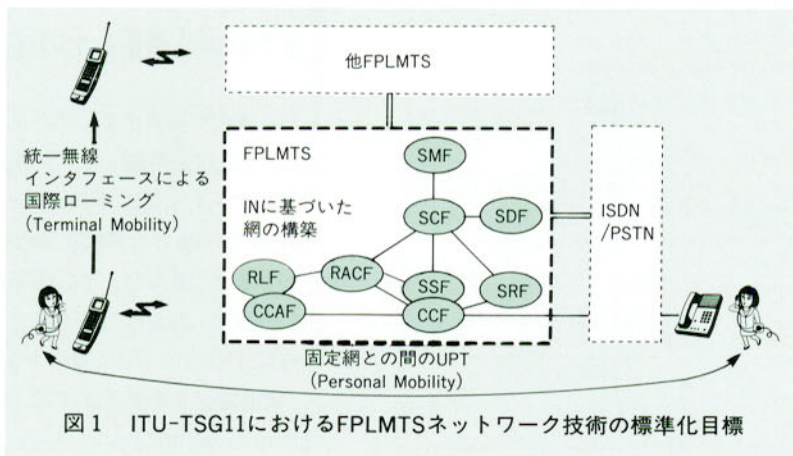 他FPLMTS
統一無線
インタフェースによる
国際ローミング
(Terminal Mobility)
FPLMTS
INに基づいた
網の構築
SMF
SCF
SDF
RLF
RACF
SSF
SRF
CCAF
CCF
ISDN
/PSTN
固定網との間のUPT
(Personal Mobility)
図1 ITU-TSG11におけるFPLMTSネットワーク技術の標準化目標